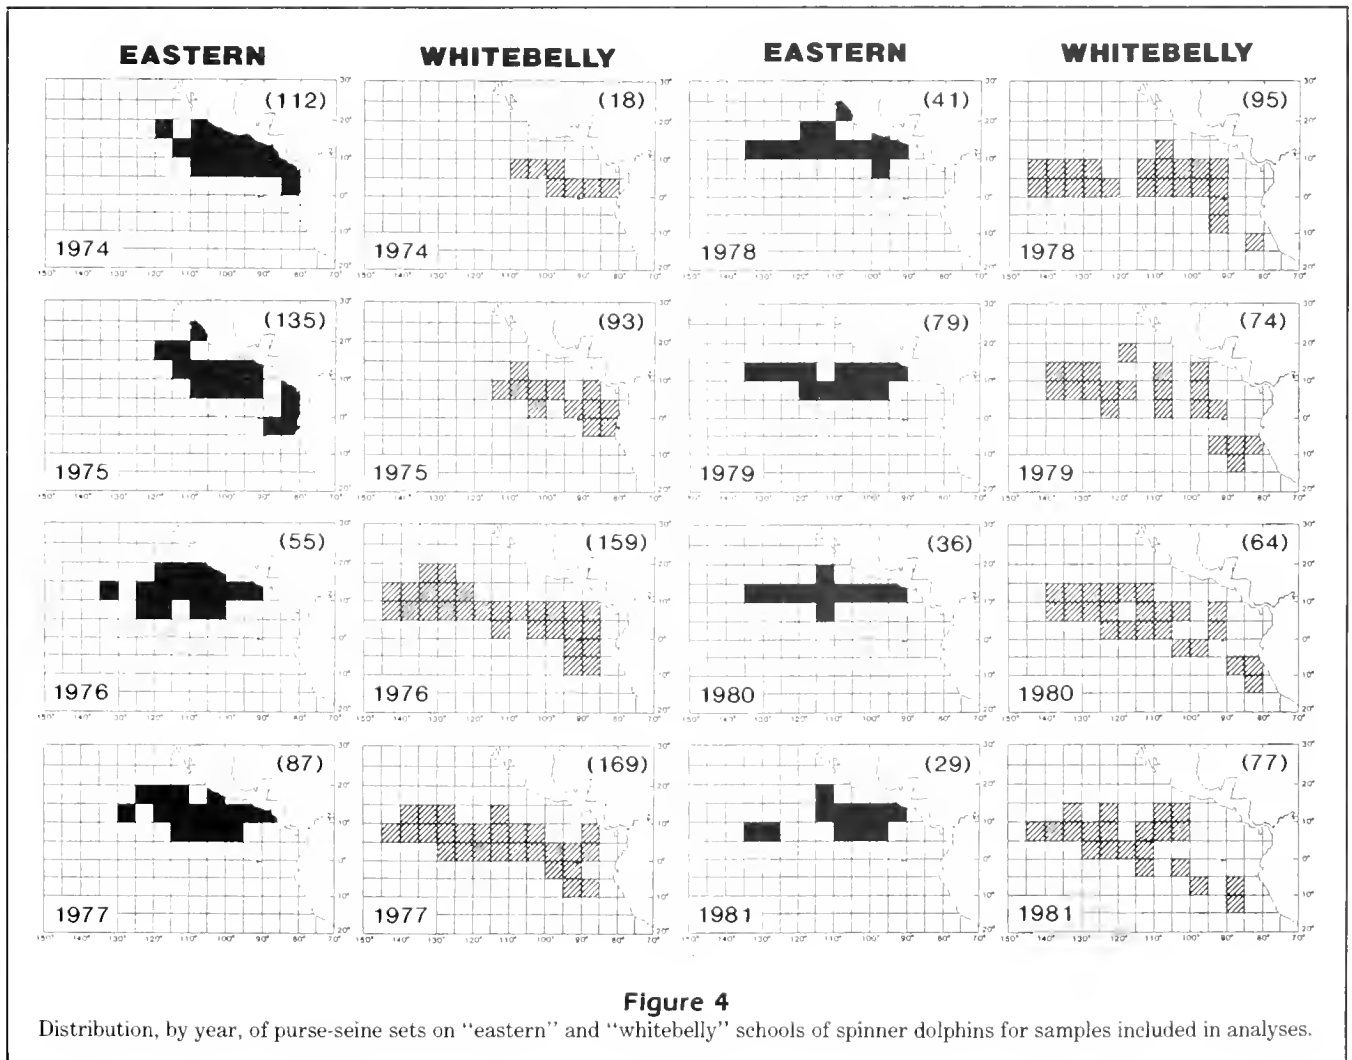 EASTERN WHITEBELLY EASTERN WHITEBELLY
(112) (18) (41) (95)
1974 1974 1978 1978
(135) (93) (79) (74)
1975 1975 1979 1979
(55) (159) (36) (64)
1976 1976 1980 1980
(87) (169) (29) (77)
1977 1977 1981 1981
Figure 4
Distribution, by year, of purse-seine sets on "eastern" and "whitebelly" schools of spinner dolphins for samples included in analyses.